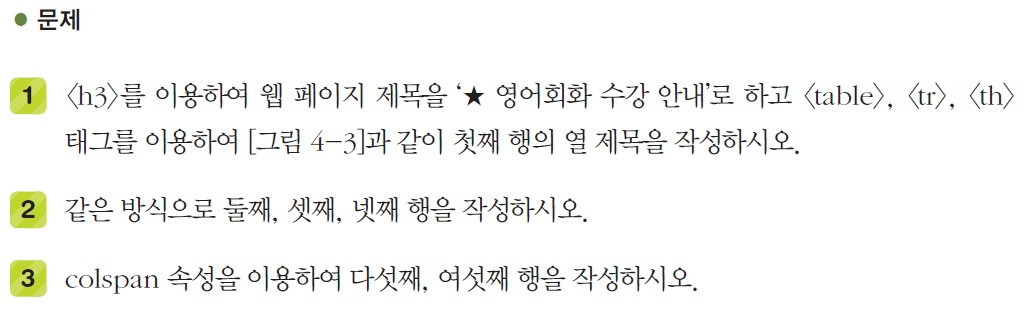 ● 문제
1 〈h3〉를 이용하여 웹 페이지 제목을 ‘★ 영어회화 수강 안내’로 하고 〈table〉, 〈tr〉, 〈th〉
태그를 이용하여 [그림 4-3]과 같이 첫째 행의 열 제목을 작성하시오.
2 같은 방식으로 둘째, 셋째, 넷째 행을 작성하시오.
3 colspan 속성을 이용하여 다섯째, 여섯째 행을 작성하시오.